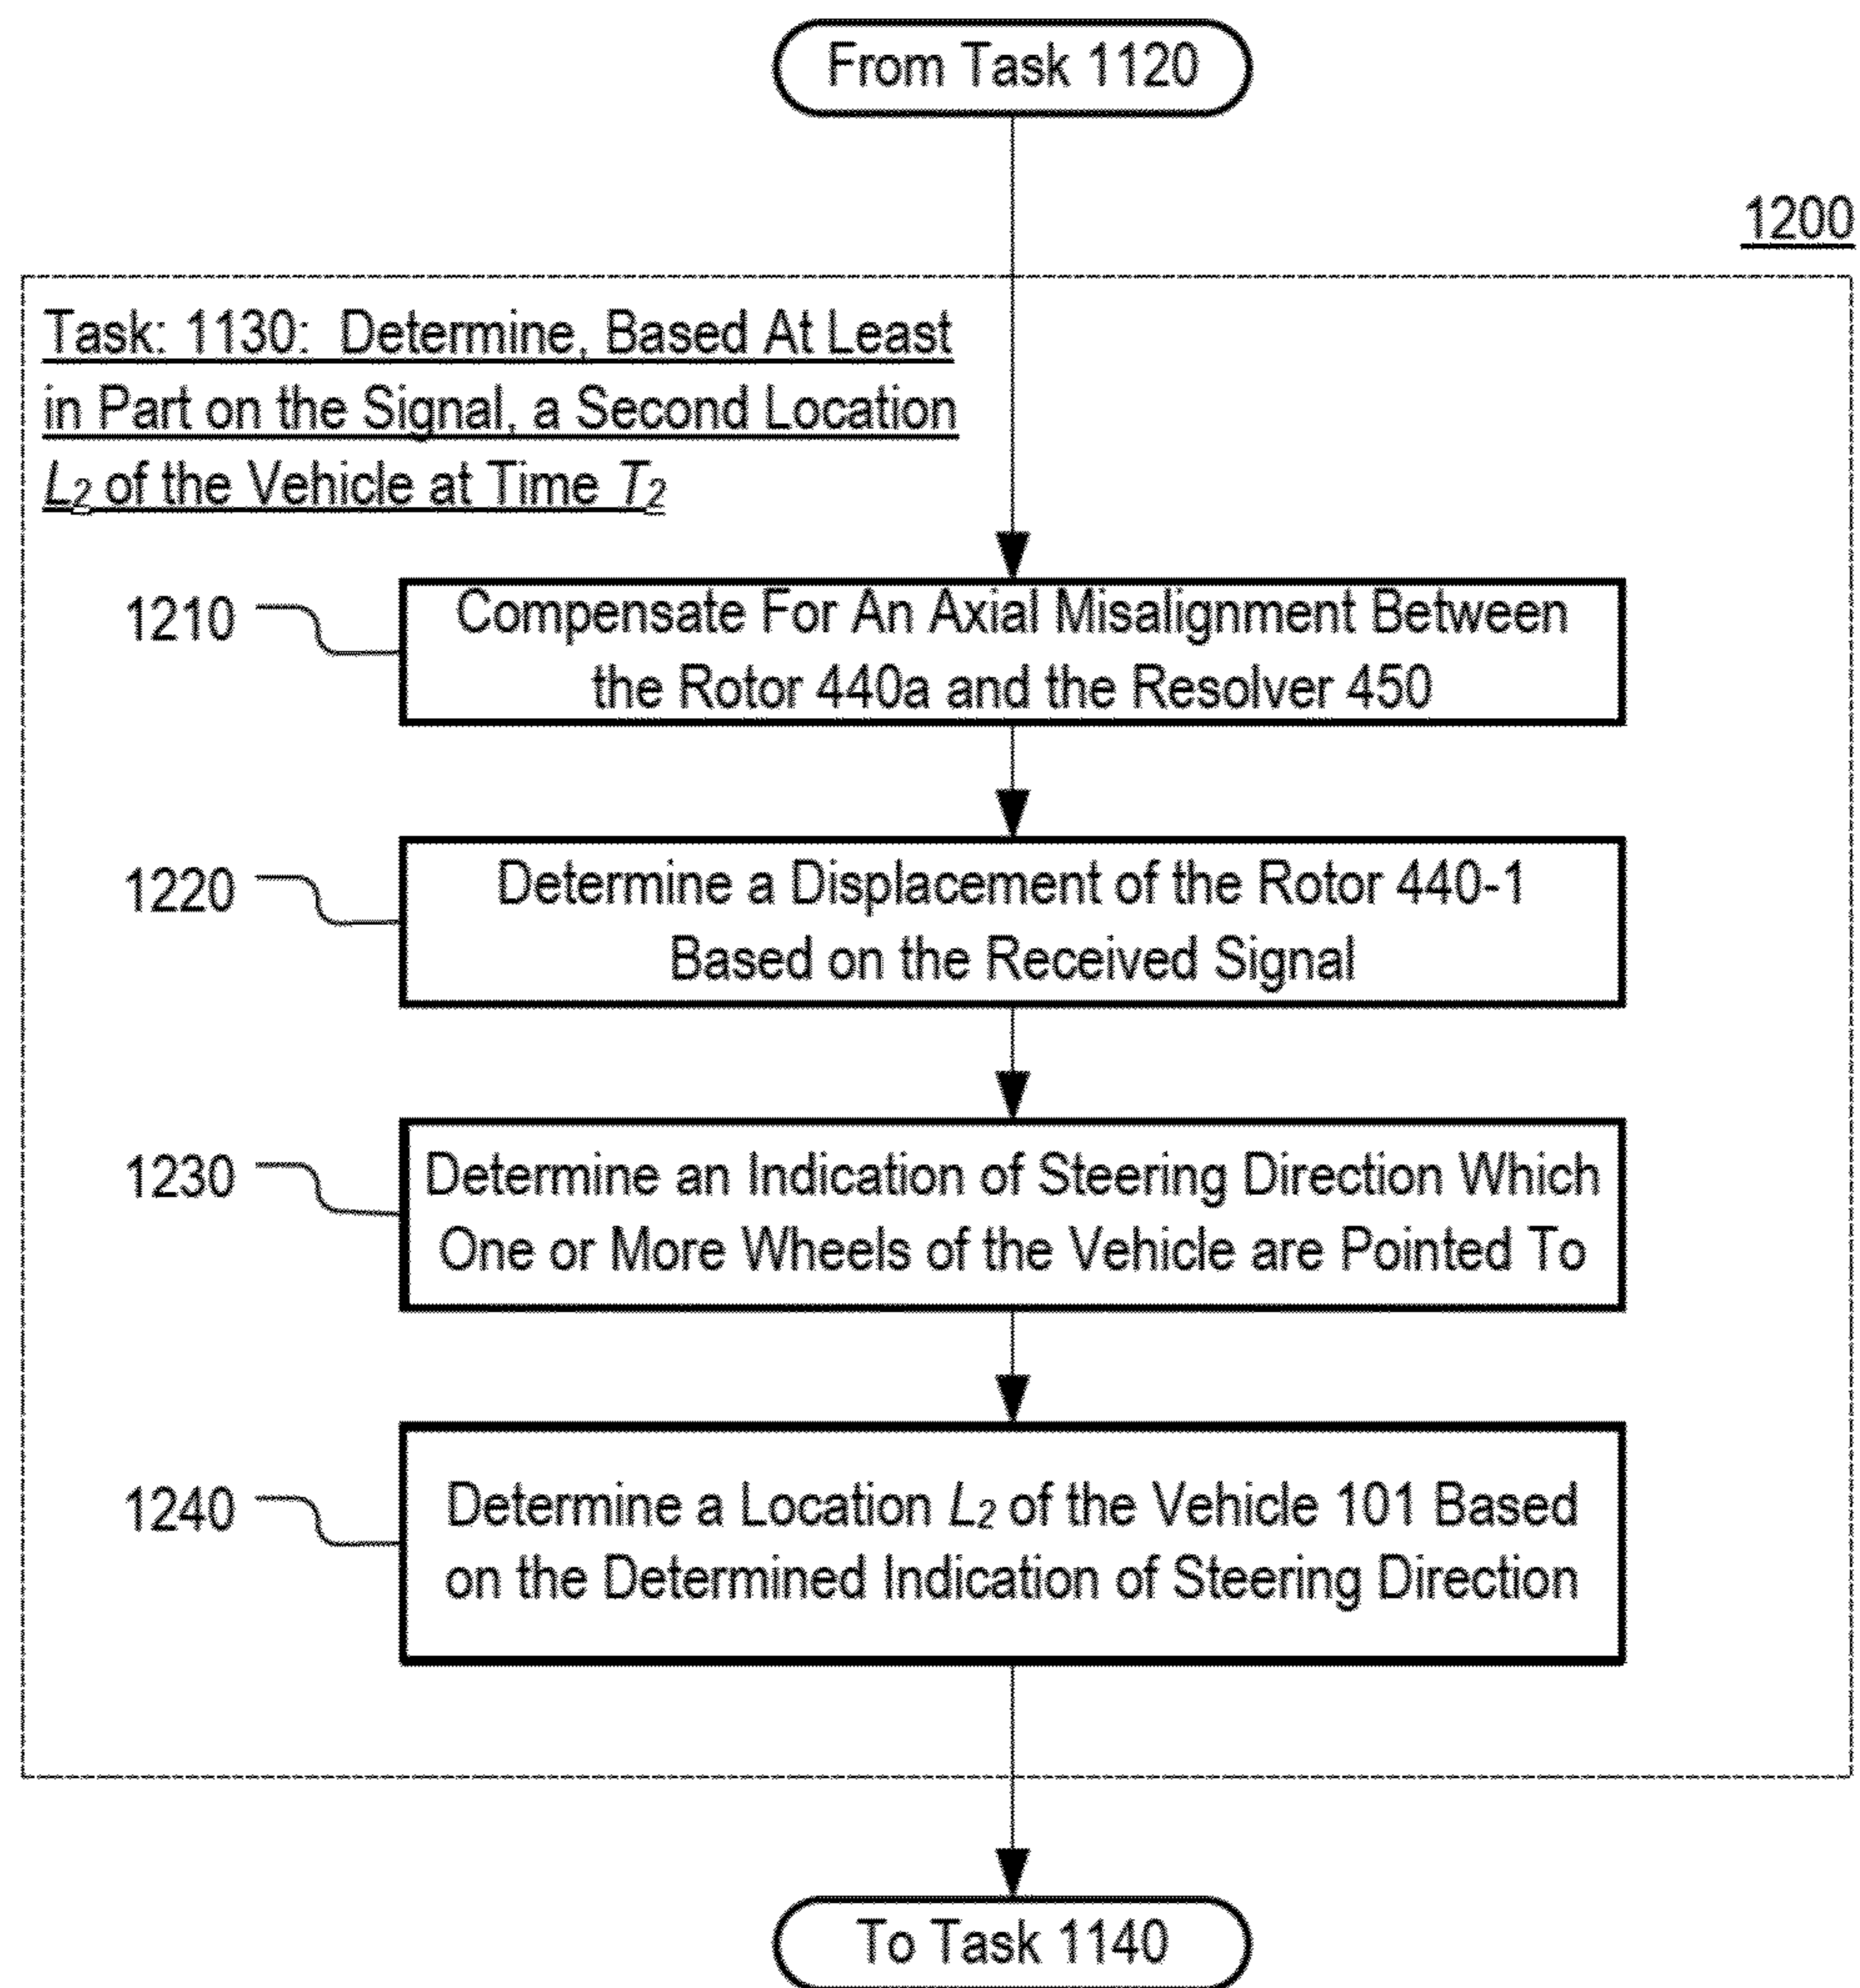 From Task 1120
1200
Task: 1130: Determine, Based At Least
in Part on the Signal, a Second Location
L2 of the Vehicle at Time T2
1210
Compensate For An Axial Misalignment Between
the Rotor 440a and the Resolver 450
1220
Determine a Displacement of the Rotor 440-1
Based on the Received Signal
1230
Determine an Indication of Steering Direction Which
One or More Wheels of the Vehicle are Pointed To
1240
Determine a Location L2 of the Vehicle 101 Based
on the Determined Indication of Steering Direction
To Task 1140